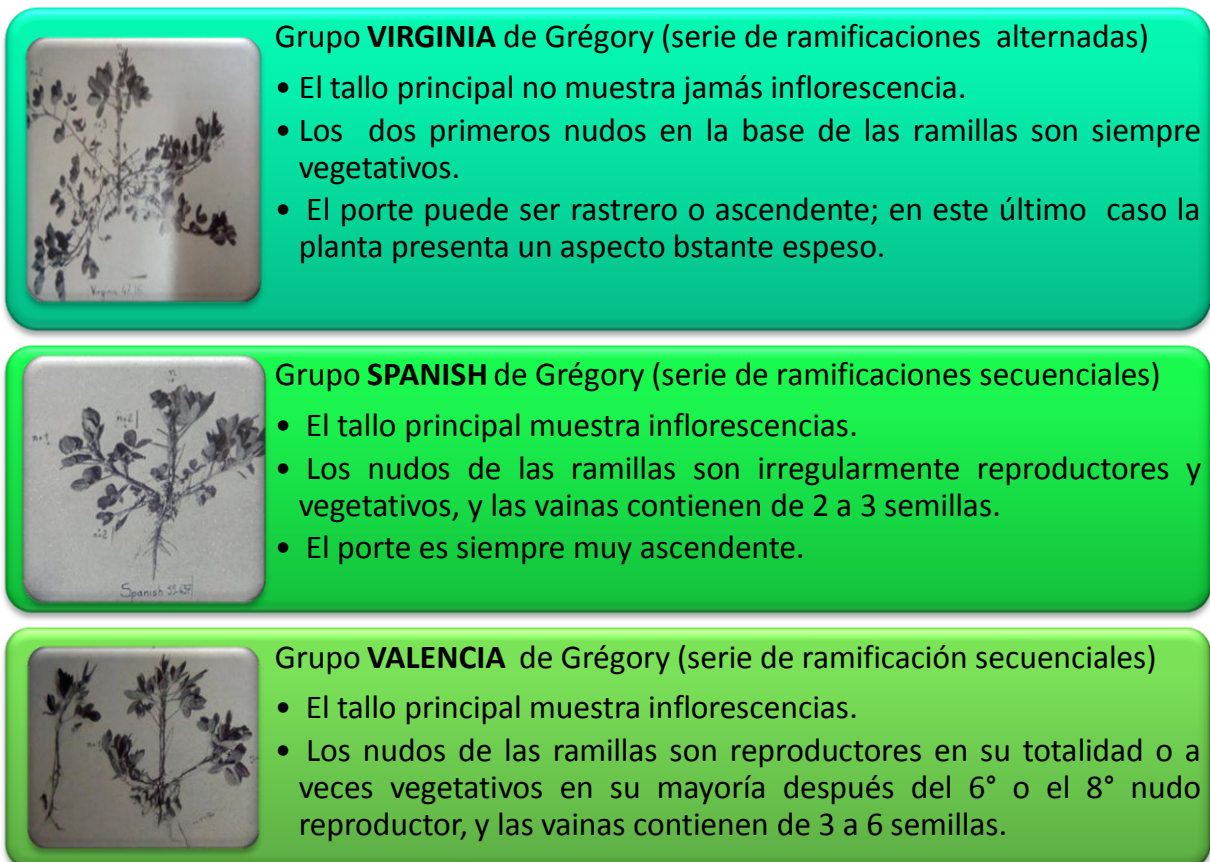 Grupo VIRGINIA de Grégory (serie de ramificaciones alternadas)
• El tallo principal no muestra jamás inflorescencia.
• Los dos primeros nudos en la base de las ramillas son siempre
vegetativos.
• El porte puede ser rastrero o ascendente; en este último caso la
planta presenta un aspecto bstante espeso.
n+2
Grupo SPANISH de Grégory (serie de ramificaciones secuenciales)
• El tallo principal muestra inflorescencias.
• Los nudos de las ramillas son irregularmente reproductores y
vegetativos, y las vainas contienen de 2 a 3 semillas.
• El porte es siempre muy ascendente.
n
n+2
n+1
n+2
Spanish
Grupo VALENCIA de Grégory (serie de ramificación secuenciales)
• El tallo principal muestra inflorescencias.
• Los nudos de las ramillas son reproductores en su totalidad o a
veces vegetativos en su mayoría después del 6° o el 8° nudo
reproductor, y las vainas contienen de 3 a 6 semillas.